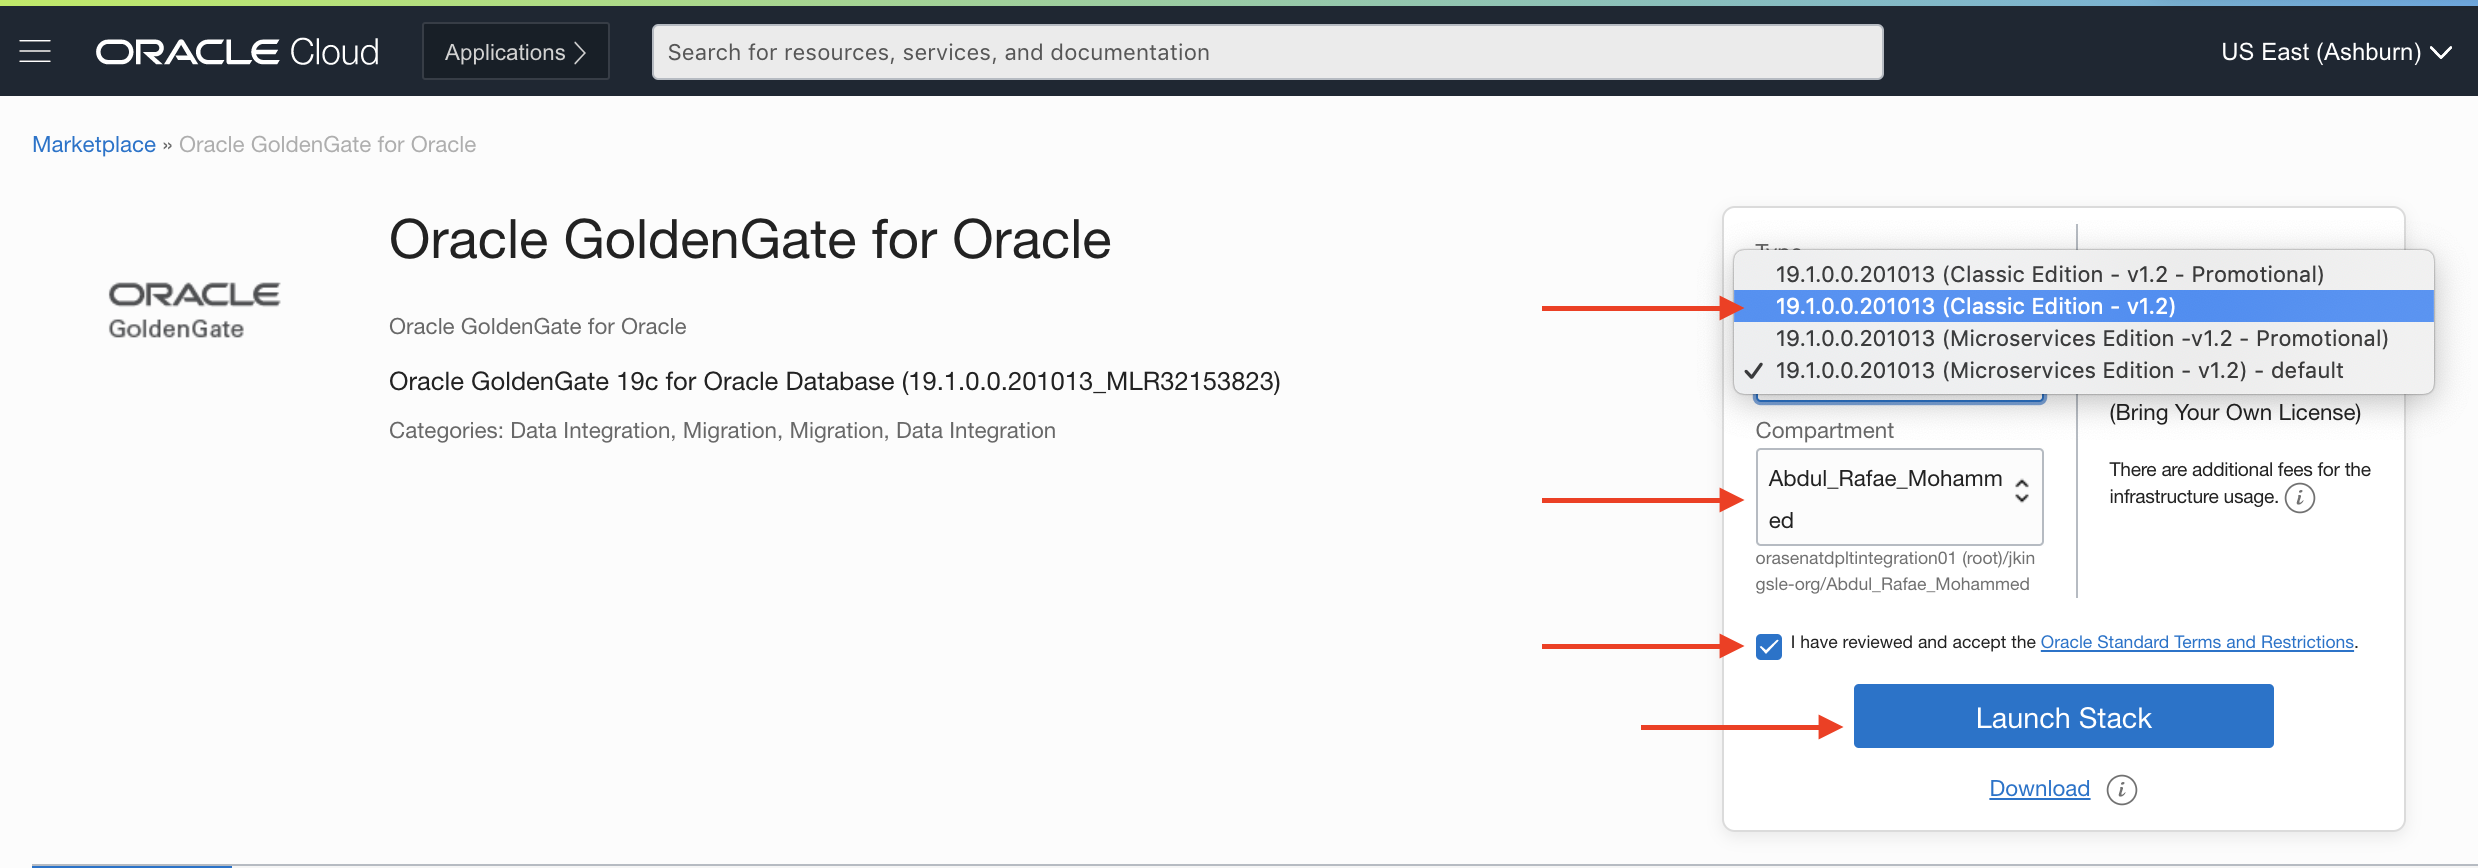 ORACLE Cloud
Applications
Search for resources, services, and documentation
US East (Ashburn)
Marketplace » Oracle GoldenGate for Oracle
ORACLE
GoldenGate
Oracle GoldenGate for Oracle
Oracle GoldenGate for Oracle
Oracle GoldenGate 19c for Oracle Database (19.1.0.0.201013_MLR32153823)
Categories: Data Integration, Migration, Migration, Data Integration
19.1.0.0.201013 (Classic Edition - v1.2 - Promotional)
19.1.0.0.201013 (Classic Edition - v1.2)
19.1.0.0.201013 (Microservices Edition -v1.2 - Promotional)
19.1.0.0.201013 (Microservices Edition - v1.2) - default
Compartment
Abdul_Rafae_Mohamm
ed
orasenatdpltintegration01 (root)/jkin
gsle-org/Abdul_Rafae_Mohammed
(Bring Your Own License)
There are additional fees for the
infrastructure usage.
I have reviewed and accept the Oracle Standard Terms and Restrictions.
Launch Stack
Download